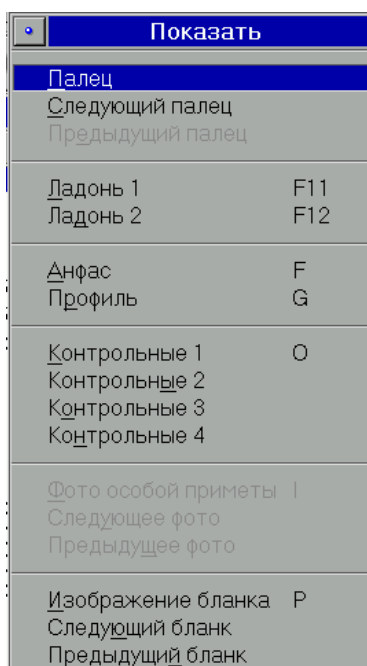 Показать
Палец
Следующий палец
Предыдущий палец
Ладонь 1 F11
Ладонь 2 F12
Анфас F
Профиль G
Контрольные 1 O
Контрольные 2
Контрольные 3
Контрольные 4
Фото особой приметы I
Следующее фото
Предыдущее фото
Изображение бланка P
Следующий бланк
Предыдущий бланк